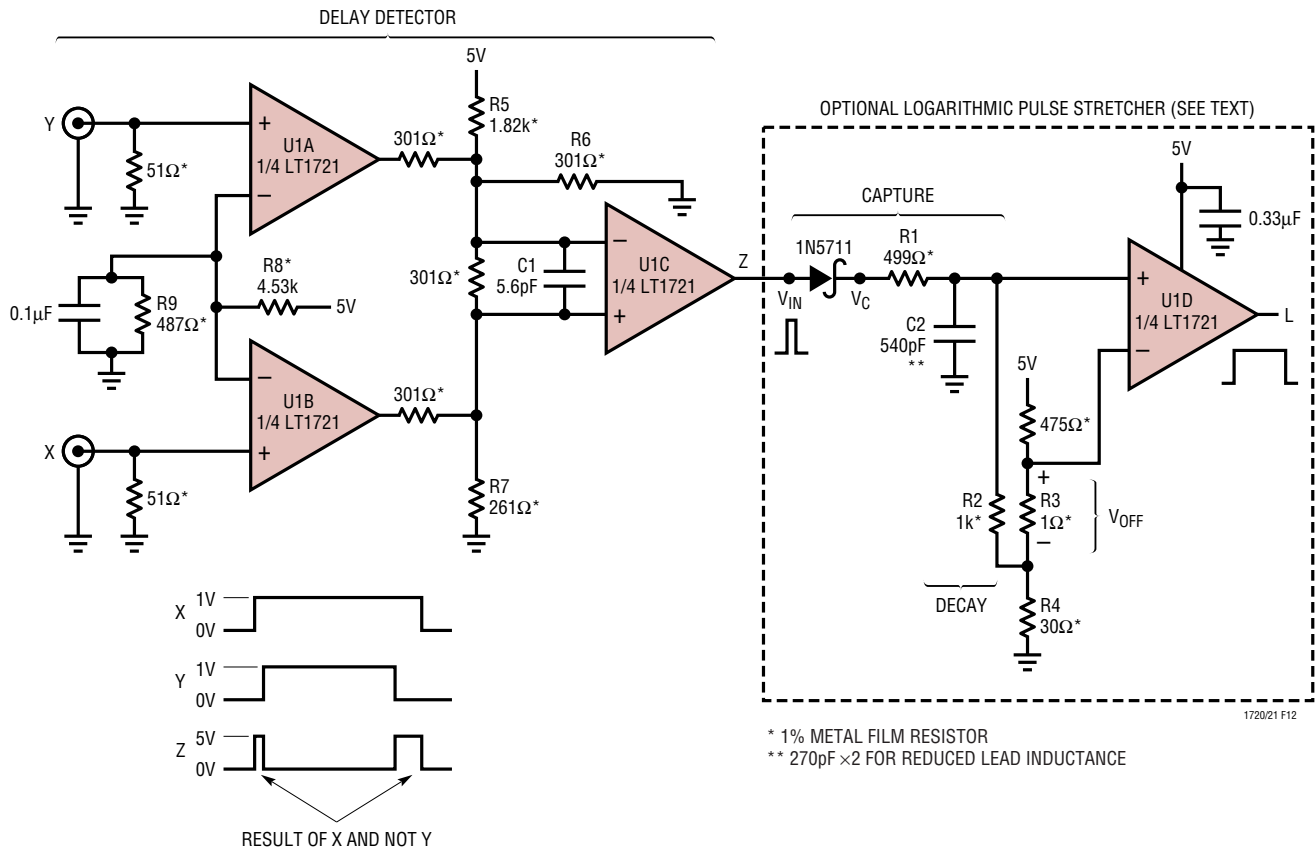 DELAY DETECTOR
Y
51Ω*
+
−
U1A
1/4 LT1721
301Ω*
5V
R5
1.82k*
R6
301Ω*
0.1µF
R9
487Ω*
R8*
4.53k
5V
301Ω*
C1
5.6pF
−
+
U1C
1/4 LT1721
Z
X
51Ω*
−
+
U1B
1/4 LT1721
301Ω*
R7
261Ω*
OPTIONAL LOGARITHMIC PULSE STRETCHER (SEE TEXT)
CAPTURE
VIN
1N5711
VC
R1
499Ω*
C2
540pF
**
5V
0.33µF
+
−
U1D
1/4 LT1721
L
5V
475Ω*
R2
1k*
+
R3
1Ω*
−
VOFF
DECAY
R4
30Ω*
1720/21 F12
* 1% METAL FILM RESISTOR
** 270pF ×2 FOR REDUCED LEAD INDUCTANCE
X
1V
0V
Y
1V
0V
Z
5V
0V
RESULT OF X AND NOT Y